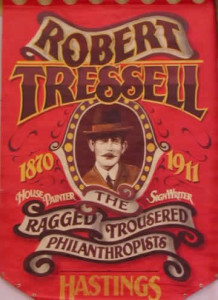 ROBERT
TRESSELL
1870 1911
HOUSE PAINTER SIGN WRITER
THE
RAGGED TROUSERED
PHILANTHROPISTS
HASTINGS